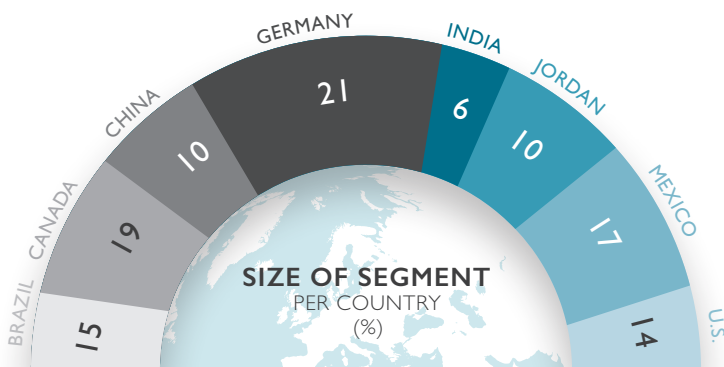 GERMANY
INDIA
JORDAN
CHINA
MEXICO
CANADA
BRAZIL
U.S.
21
6
10
10
17
19
14
15
SIZE OF SEGMENT
PER COUNTRY
(%)